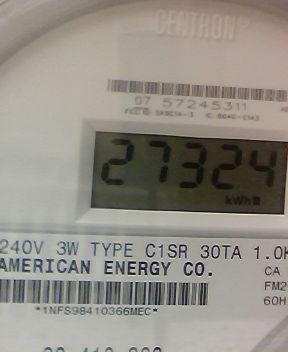 CENTRON®
07 57245311
27324
kWh
240V 3W TYPE C1SR 30TA 1.0K
AMERICAN ENERGY CO.
CA
FM2
60H
*1NFS98410366MEC*